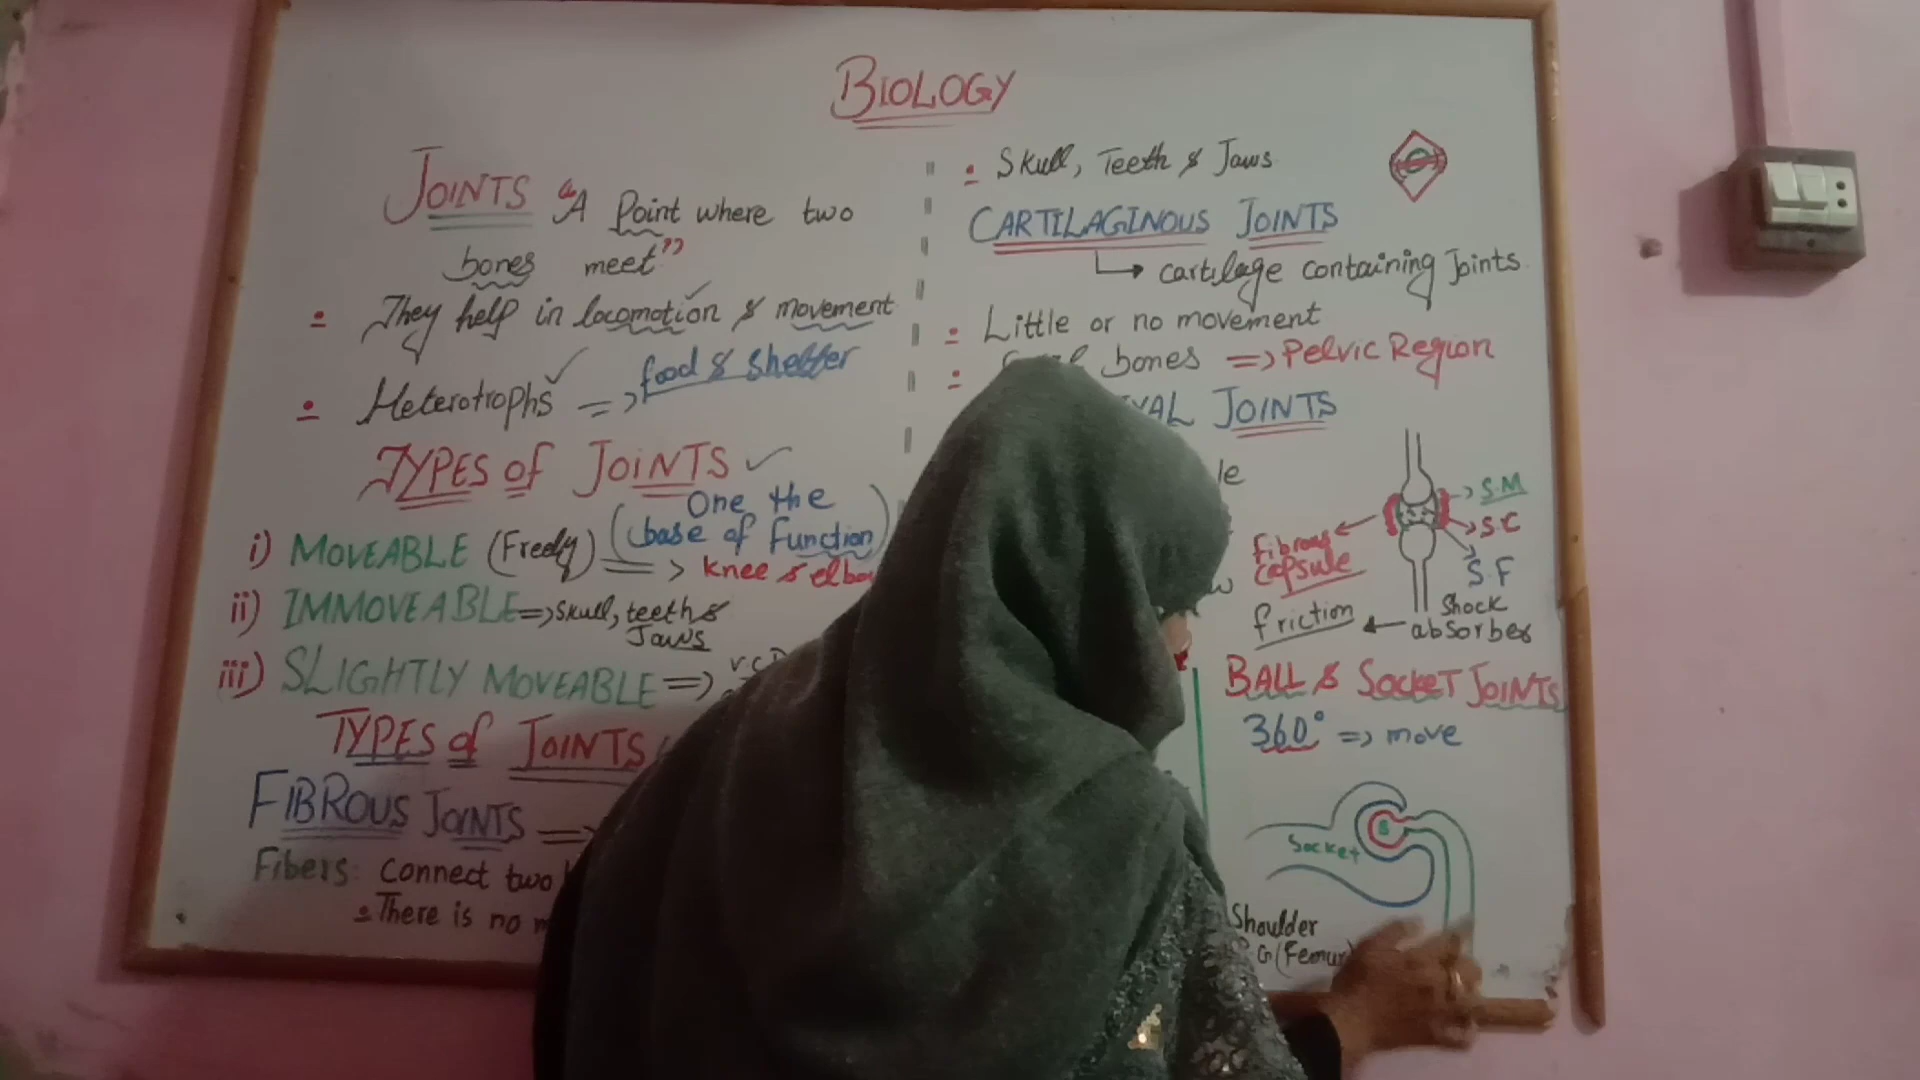 BIOLOGY
JOINTS "A Point where two
bones meet"
They help in locomotion & movement
Heterotrophs => food & shelter
TYPES of JOINTS
One the
base of Function
i) MOVEABLE (Freely) => knee & elbow
ii) IMMOVEABLE => skull, teeth &
Jaws
iii) SLIGHTLY MOVEABLE =>
TYPES of JOINTS
FIBROUS JOINTS =>
Fibers: Connect two
There is no
Skull, Teeth & Jaws
CARTILAGINOUS JOINTS
cartilage containing Joints.
Little or no movement
bones => Pelvic Region
JOINTS
S.M
S.C
S.F
Fibrous
capsule
Shock
absorber
friction
BALL & SOCKET JOINTS
360° => move
Socket
B
Shoulder
(Femur)